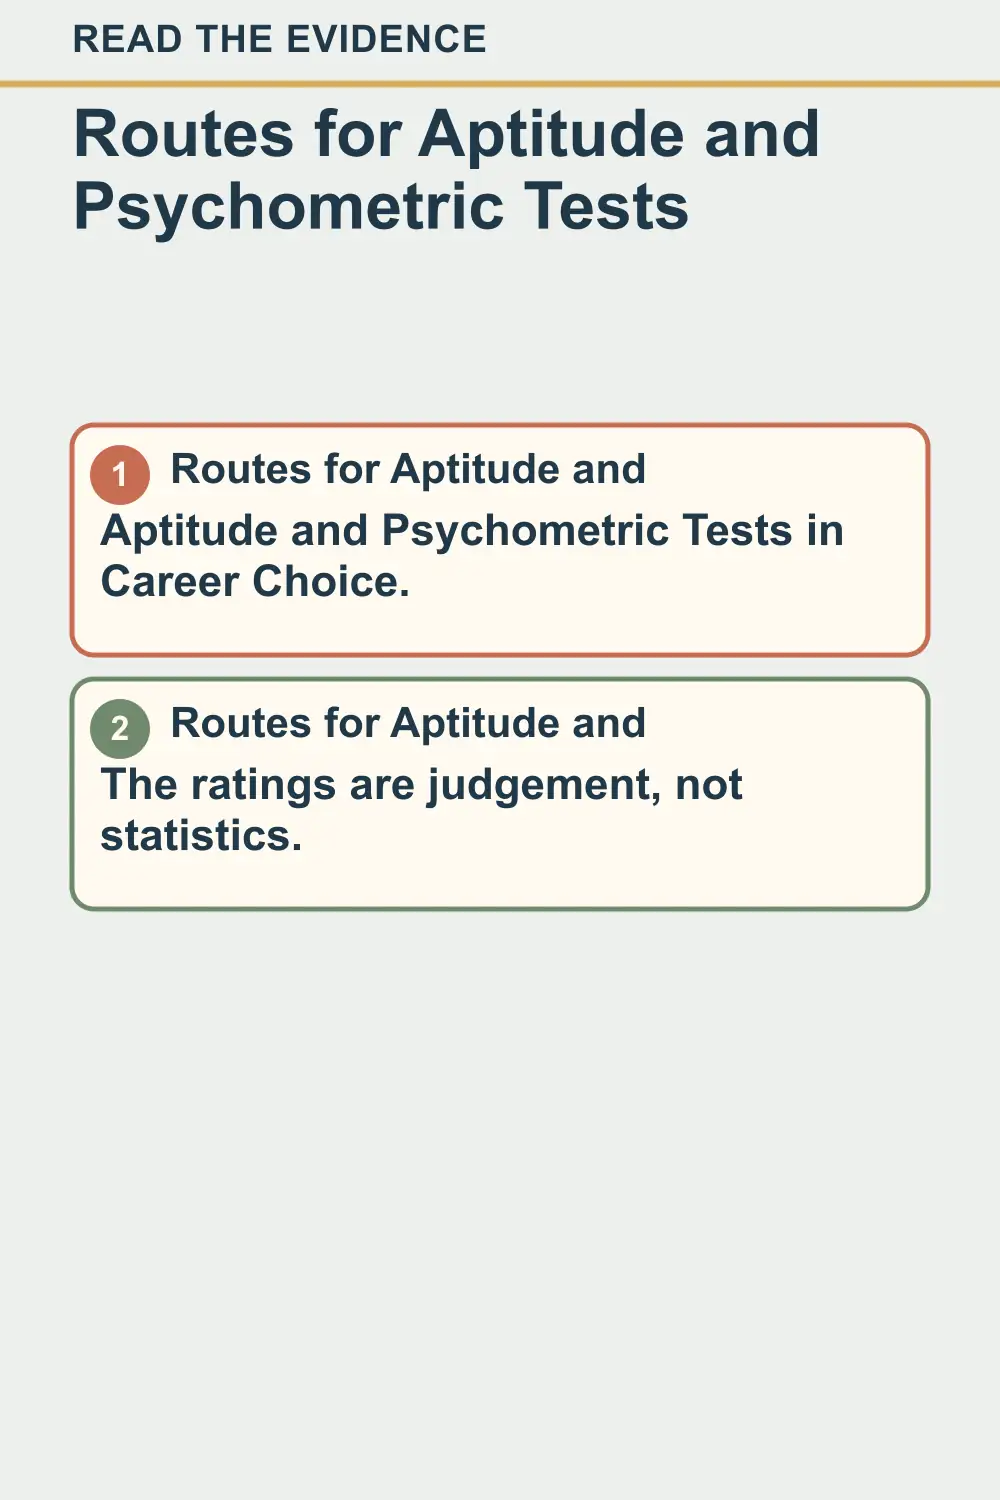 READ THE EVIDENCE
Routes for Aptitude and
Psychometric Tests
1 Routes for Aptitude and
Aptitude and Psychometric Tests in
Career Choice.
2 Routes for Aptitude and
The ratings are judgement, not
statistics.